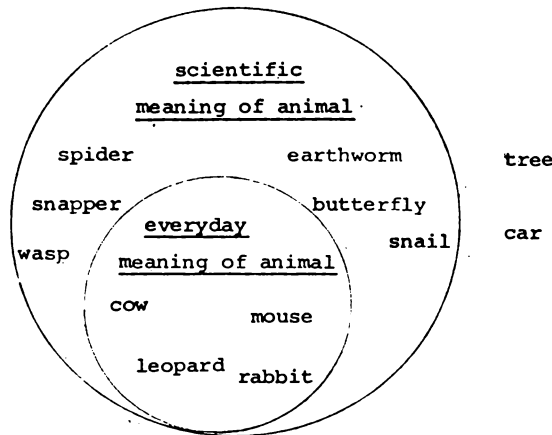 scientific
meaning of animal
spider earthworm tree
snapper butterfly
everyday snail car
wasp meaning of animal
cow mouse
leopard rabbit